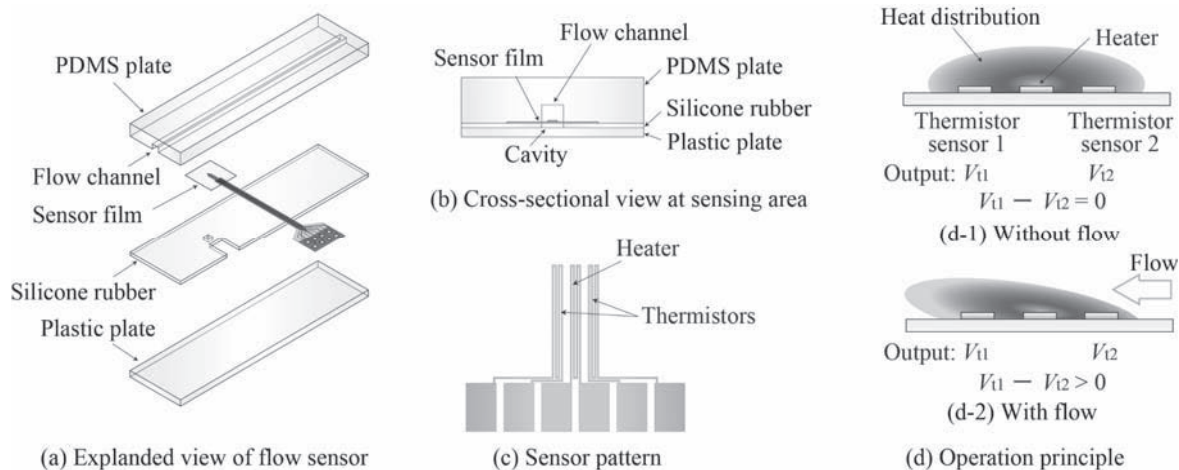 PDMS plate
Flow channel
Sensor film
Silicone rubber
Plastic plate
(a) Explanded view of flow sensor
Flow channel
Sensor film
PDMS plate
Silicone rubber
Plastic plate
Cavity
(b) Cross-sectional view at sensing area
Heater
Thermistors
(c) Sensor pattern
Heat distribution
Heater
Thermistor
sensor 1
Thermistor
sensor 2
Output: Vt1 Vt2
Vt1 − Vt2 = 0
(d-1) Without flow
Flow
Output: Vt1 Vt2
Vt1 − Vt2 > 0
(d-2) With flow
(d) Operation principle